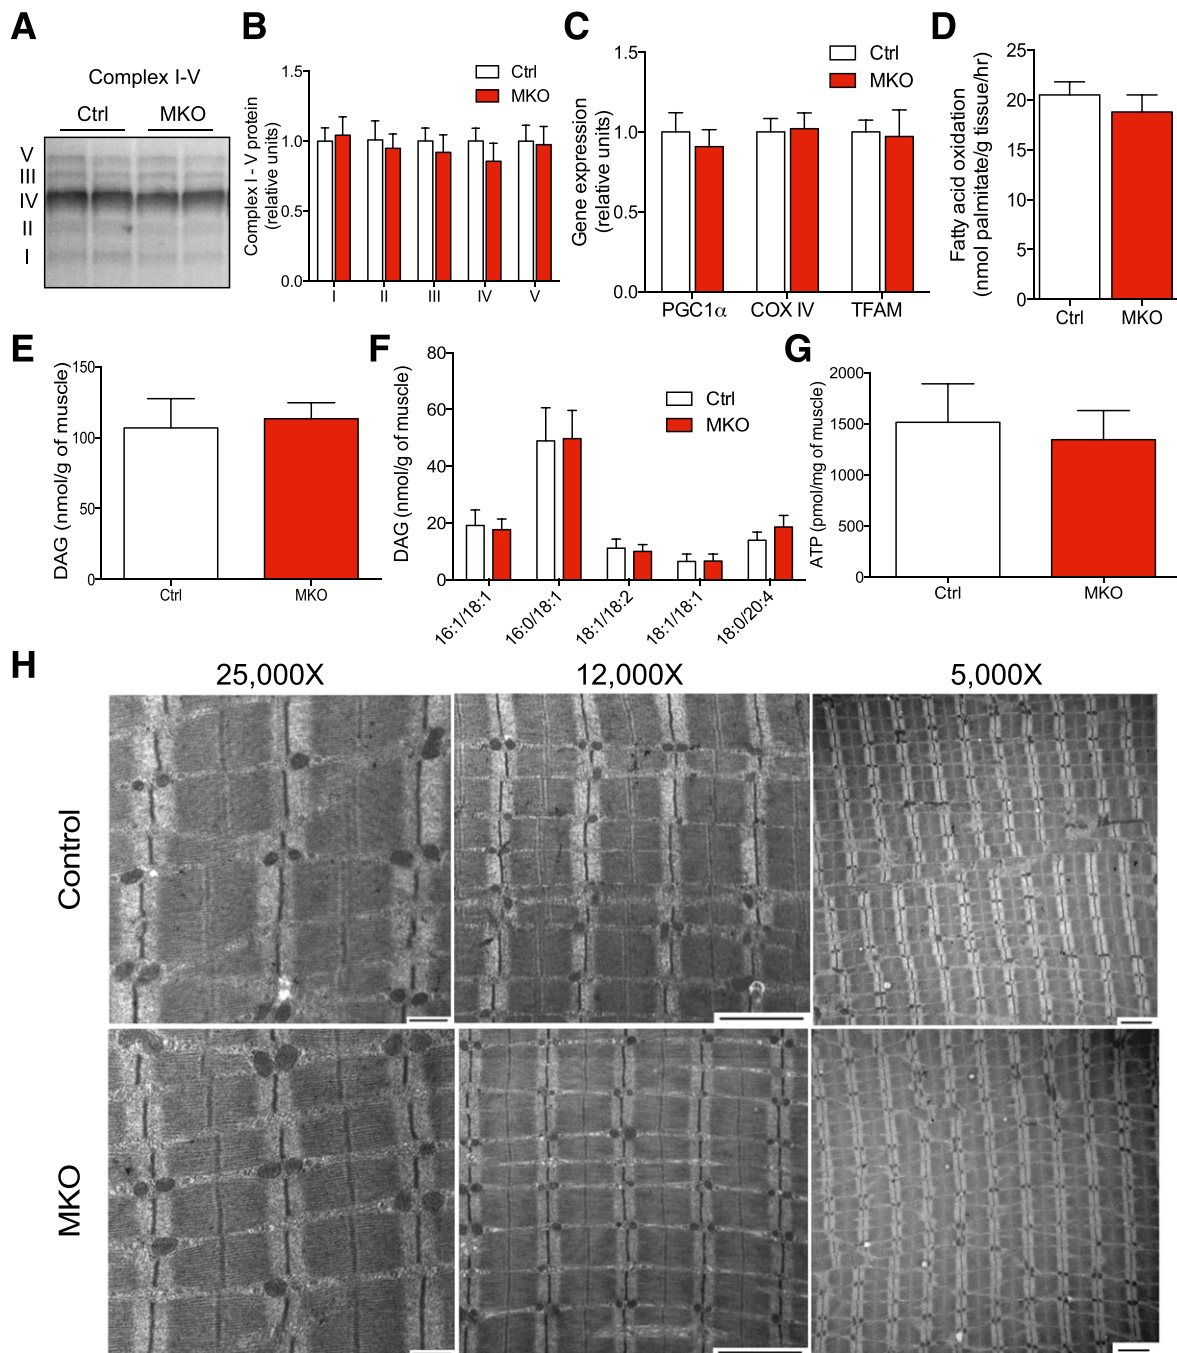 A
Complex I-V
Ctrl MKO
V
III
IV
II
I
B
Complex I - V protein
(relative units)
1.5
1.0
0.5
0.0
Ctrl
MKO
I II III IV V
C
Gene expression
(relative units)
1.5
1.0
0.5
0.0
Ctrl
MKO
PGC1α COX IV TFAM
D
Fatty acid oxidation
(nmol palmitate/g tissue/hr)
25
20
15
10
5
0
Ctrl MKO
E
DAG (nmol/g of muscle)
150
100
50
0
Ctrl MKO
F
DAG (nmol/g of muscle)
80
60
40
20
0
Ctrl
MKO
16:1/18:1
16:0/18:1
18:1/18:2
18:1/18:1
18:0/20:4
G
ATP (pmol/mg of muscle)
2000
1500
1000
500
0
Ctrl MKO
H
25,000X 12,000X 5,000X
Control
MKO